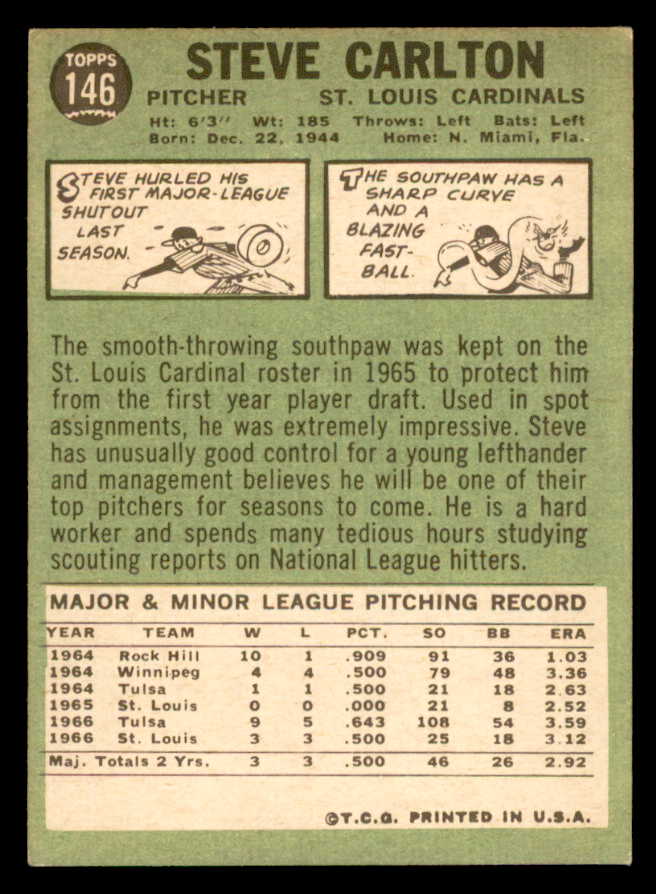 TOPPS
146
STEVE CARLTON
PITCHER ST. LOUIS CARDINALS
Ht: 6'3" Wt: 185 Throws: Left Bats: Left
Born: Dec. 22, 1944 Home: N. Miami, Fla.
STEVE HURLED HIS
FIRST MAJOR-LEAGUE
SHUTOUT
LAST
SEASON.
THE SOUTHPAW HAS A
SHARP CURVE
AND A
BLAZING
FAST-
BALL.
The smooth-throwing southpaw was kept on the
St. Louis Cardinal roster in 1965 to protect him
from the first year player draft. Used in spot
assignments, he was extremely impressive. Steve
has unusually good control for a young lefthander
and management believes he will be one of their
top pitchers for seasons to come. He is a hard
worker and spends many tedious hours studying
scouting reports on National League hitters.
MAJOR & MINOR LEAGUE PITCHING RECORD
YEAR TEAM W L PCT. SO BB ERA
1964 Rock Hill 10 1 .909 91 36 1.03
1964 Winnipeg 4 4 .500 79 48 3.36
1964 Tulsa 1 1 .500 21 18 2.63
1965 St. Louis 0 0 .000 21 8 2.52
1966 Tulsa 9 5 .643 108 54 3.59
1966 St. Louis 3 3 .500 25 18 3.12
Maj. Totals 2 Yrs. 3 3 .500 46 26 2.92
©T.C.G. PRINTED IN U.S.A.